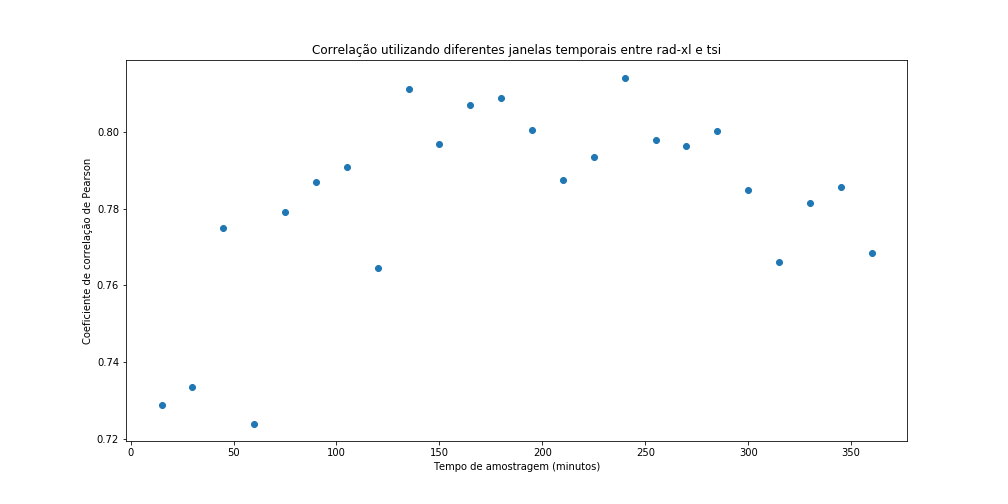 Correlação utilizando diferentes janelas temporais entre rad-xl e tsi
Coeficiente de correlação de Pearson
0.80
0.78
0.76
0.74
0.72
0 50 100 150 200 250 300 350
Tempo de amostragem (minutos)